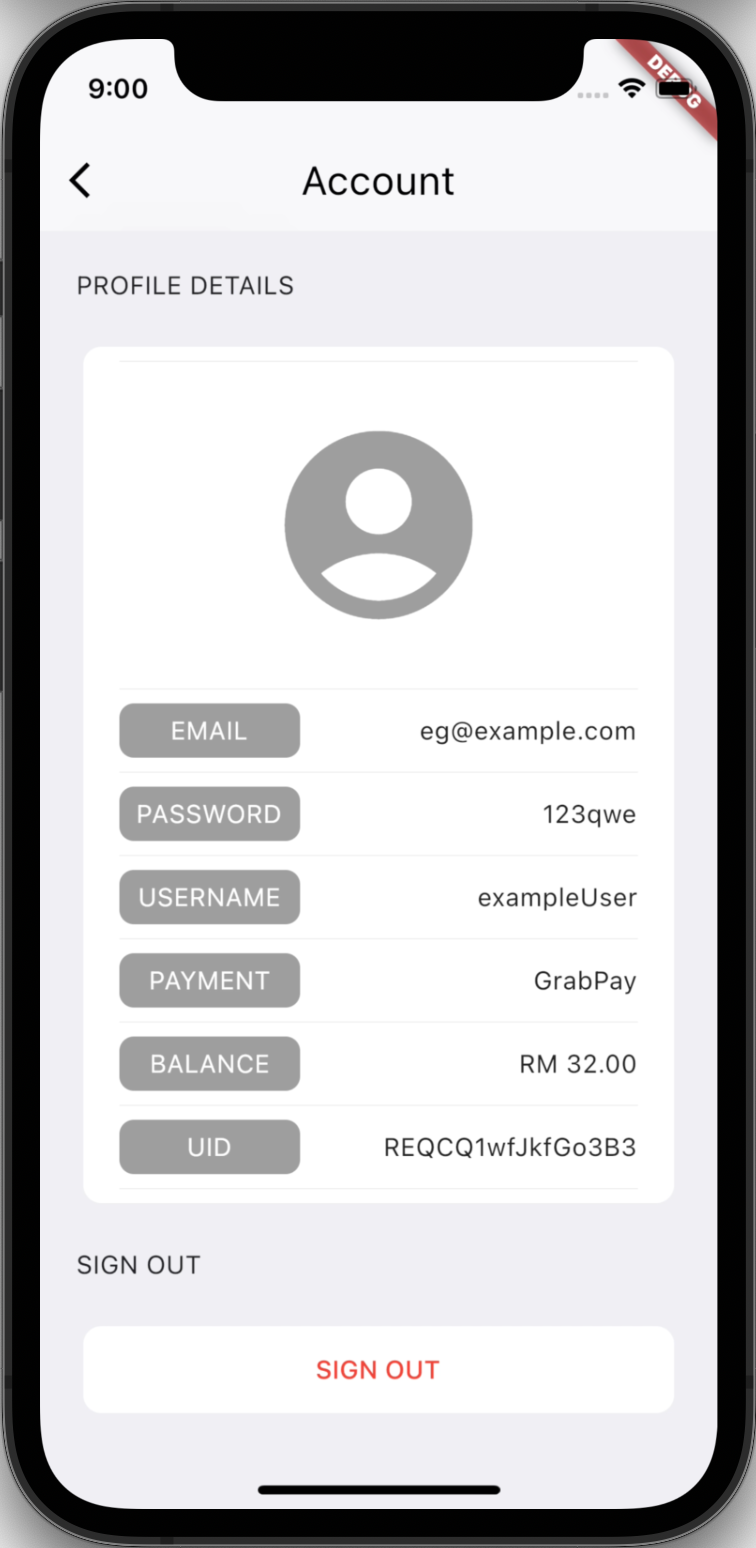 9:00
DEBUG
Account
PROFILE DETAILS
EMAIL eg@example.com
PASSWORD 123qwe
USERNAME exampleUser
PAYMENT GrabPay
BALANCE RM 32.00
UID REQCQ1wfJkfGo3B3
SIGN OUT
SIGN OUT